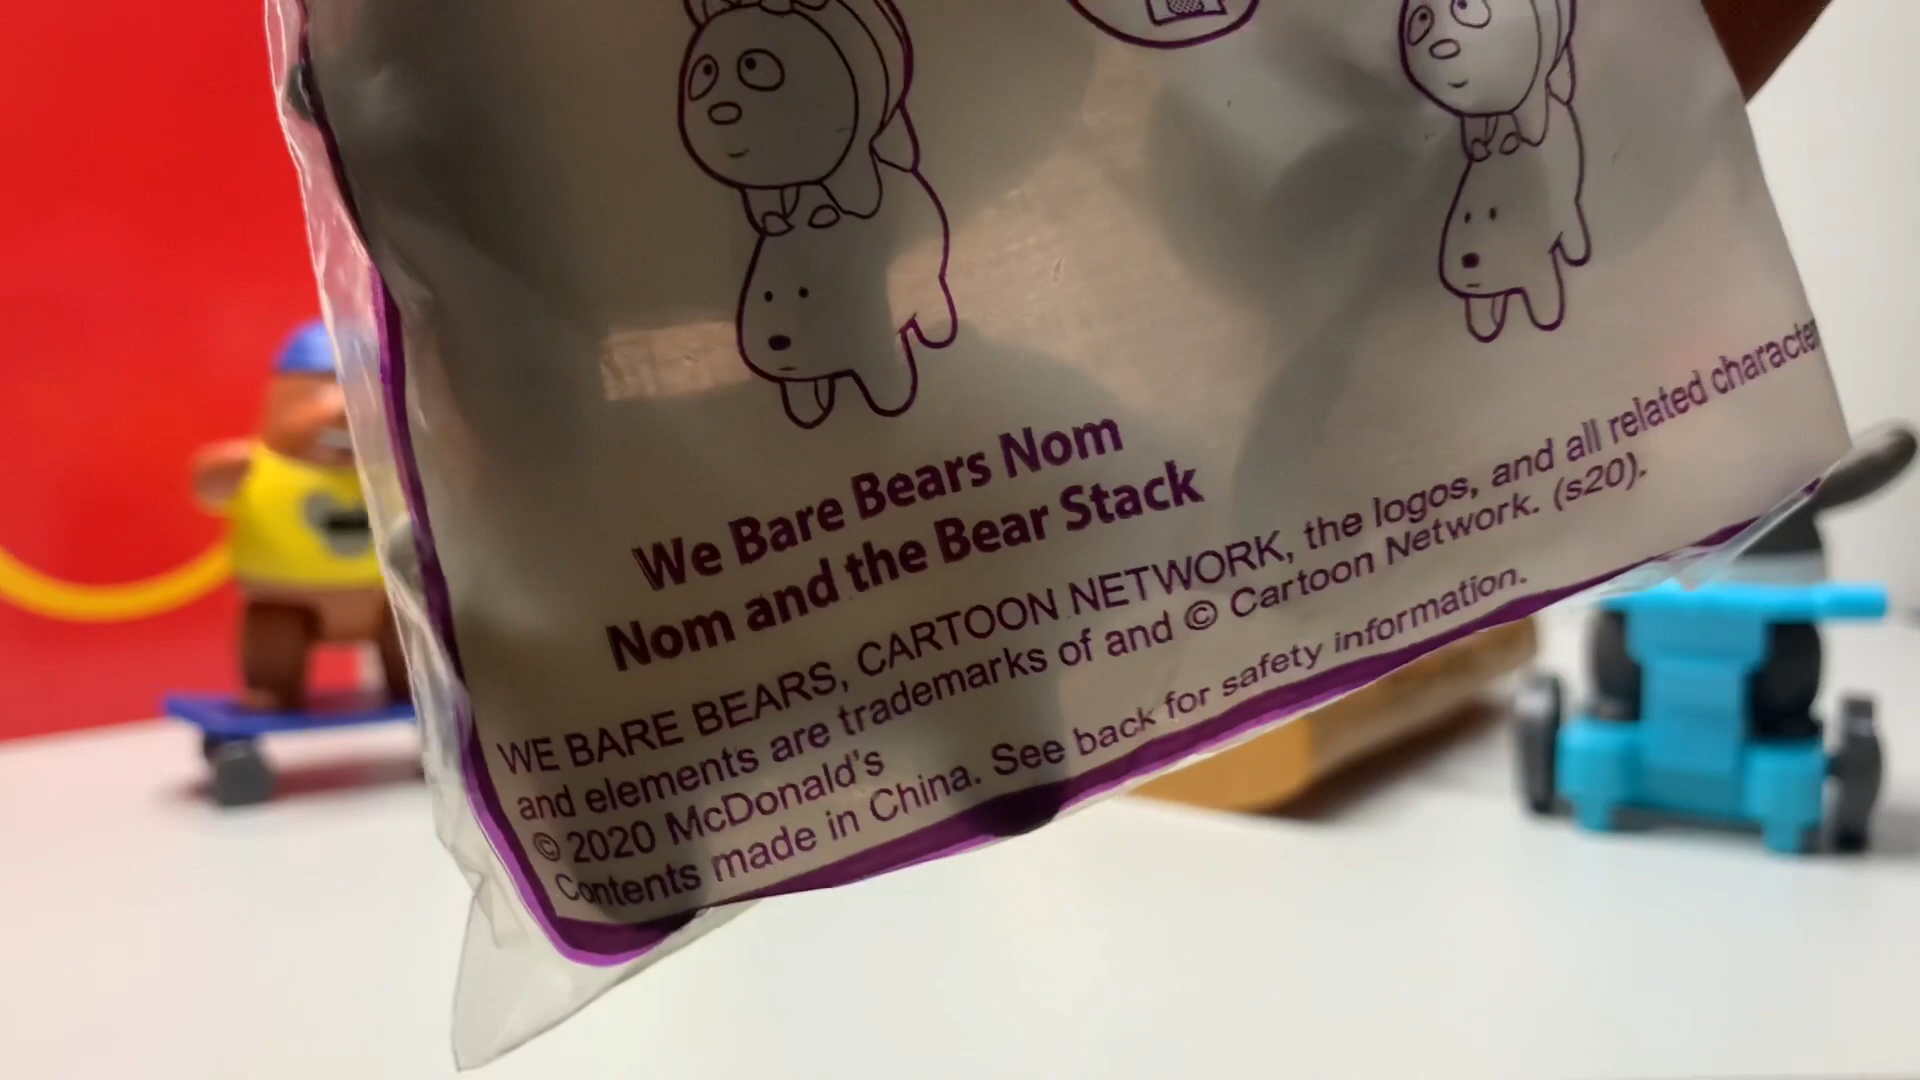 We Bare Bears Nom
Nom and the Bear Stack
WE BARE BEARS, CARTOON NETWORK, the logos, and all related character
and elements are trademarks of and © Cartoon Network. (s20).
© 2020 McDonald's
Contents made in China. See back for safety information.